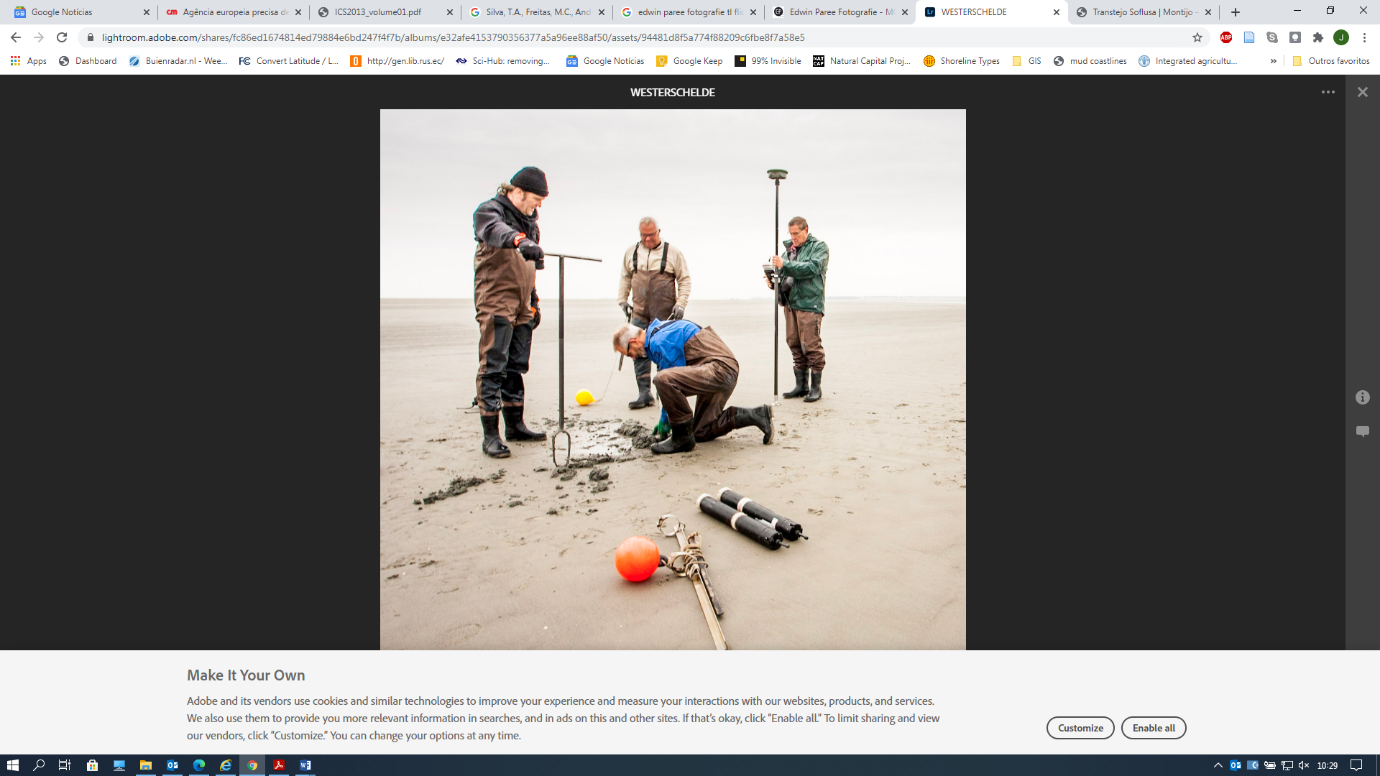 Google Notícias
Agência europeia precisa de
ICS2013_volume01.pdf
Silva, T.A., Freitas, M.C., And
edwin paree fotografie tl flic
Edwin Paree Fotografie - M
WESTERSCHELDE
Transtejo Soflusa | Montijo –
lightroom.adobe.com/shares/fc86ed1674814ed79884e6bd247f4f7b/albums/e32afe4153790356377a5a96ee88af50/assets/94481d8f5a774f88209c6fbe8f7a58e5
ABP
J
Apps
Dashboard
Buienradar.nl - Wee...
Convert Latitude / L...
http://gen.lib.rus.ec/
Sci-Hub: removing...
Google Notícias
Google Keep
99% Invisible
Natural Capital Proj...
Shoreline Types
GIS
mud coastlines
Integrated agricultu...
»
Outros favoritos
WESTERSCHELDE
Make It Your Own
Adobe and its vendors use cookies and similar technologies to improve your experience and measure your interactions with our websites, products, and services.
We also use them to provide you more relevant information in searches, and in ads on this and other sites. If that's okay, click “Enable all.” To limit sharing and view
our vendors, click “Customize.” You can change your options at any time.
Customize
Enable all
10:29